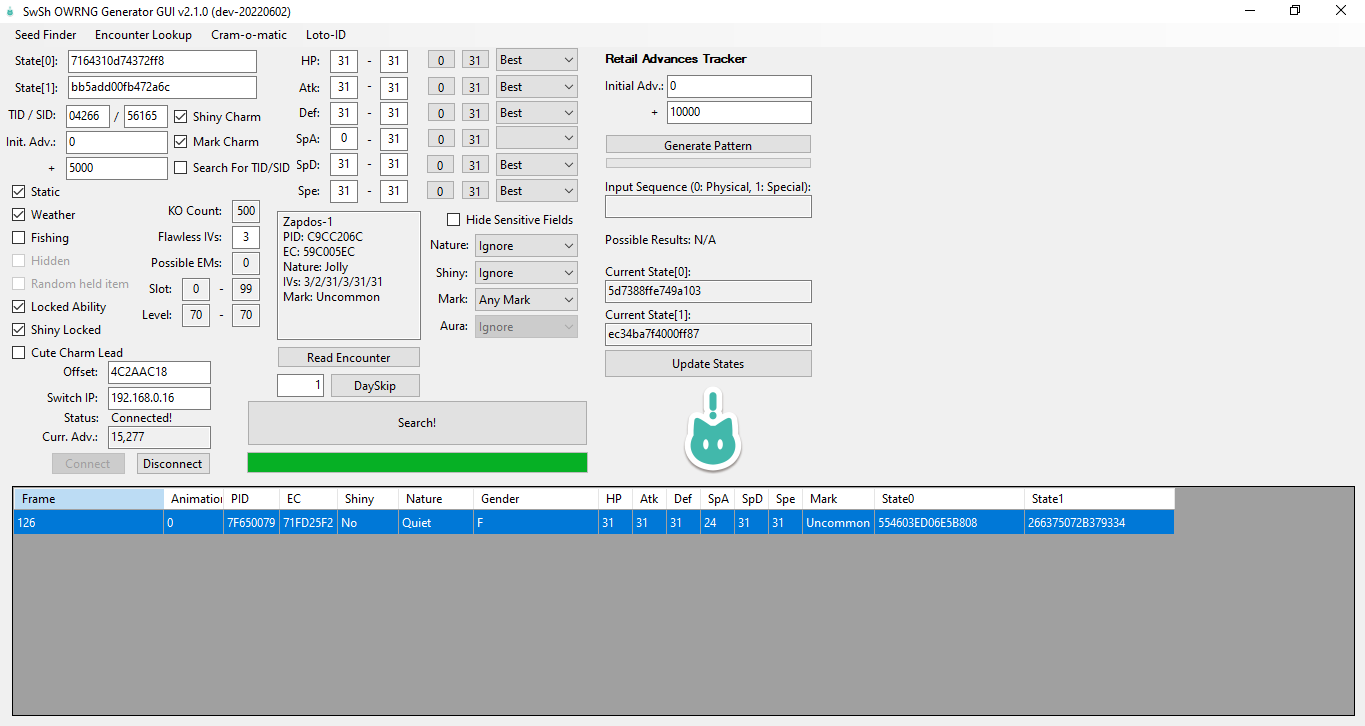 SwSh OWRNG Generator GUI v2.1.0 (dev-20220602)
Seed Finder Encounter Lookup Cram-o-matic Loto-ID
State[0]: 7164310d74372ff8 HP: 31 - 31 0 31 Best Retail Advances Tracker
State[1]: bb5add00fb472a6c Atk: 31 - 31 0 31 Best Initial Adv.: 0
TID / SID: 04266 / 56165 Shiny Charm Def: 31 - 31 0 31 Best + 10000
Init. Adv.: 0 Mark Charm SpA: 0 - 31 0 31 Generate Pattern
+ 5000 Search For TID/SID SpD: 31 - 31 0 31 Best
Static Spe: 31 - 31 0 31 Best Input Sequence (0: Physical, 1: Special):
Weather KO Count: 500 Zapdos-1 Hide Sensitive Fields
Fishing Flawless IVs: 3 PID: C9CC206C Nature: Ignore Possible Results: N/A
Hidden Possible EMs: 0 EC: 59C005EC Shiny: Ignore Current State[0]:
Random held item Slot: 0 - 99 Nature: Jolly Mark: Any Mark 5d7388ffe749a103
Locked Ability Level: 70 - 70 IVs: 3/2/31/3/31/31 Aura: Ignore Current State[1]:
Shiny Locked Mark: Uncommon ec34ba7f4000ff87
Cute Charm Lead Read Encounter Update States
Offset: 4C2AAC18 1 DaySkip
Switch IP: 192.168.0.16
Status: Connected! Search!
Curr. Adv.: 15,277
Connect Disconnect
Frame Animation PID EC Shiny Nature Gender HP Atk Def SpA SpD Spe Mark State0 State1
126 0 7F650079 71FD25F2 No Quiet F 31 31 31 24 31 31 Uncommon 554603ED06E5B808 266375072B379334